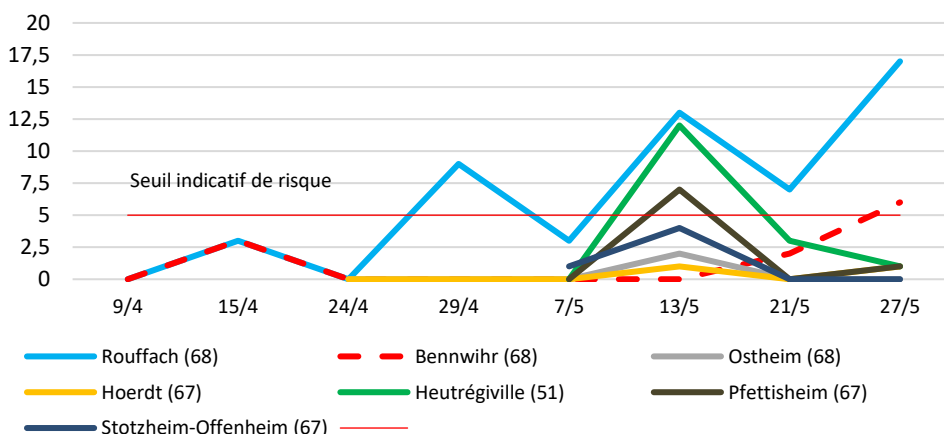 20
17,5
15
12,5
10
7,5
5
2,5
0
Seuil indicatif de risque
9/4 15/4 24/4 29/4 7/5 13/5 21/5 27/5
Rouffach (68) Bennwihr (68) Ostheim (68)
Hoerdt (67) Heutrégiville (51) Pfettisheim (67)
Stotzheim-Offenheim (67)